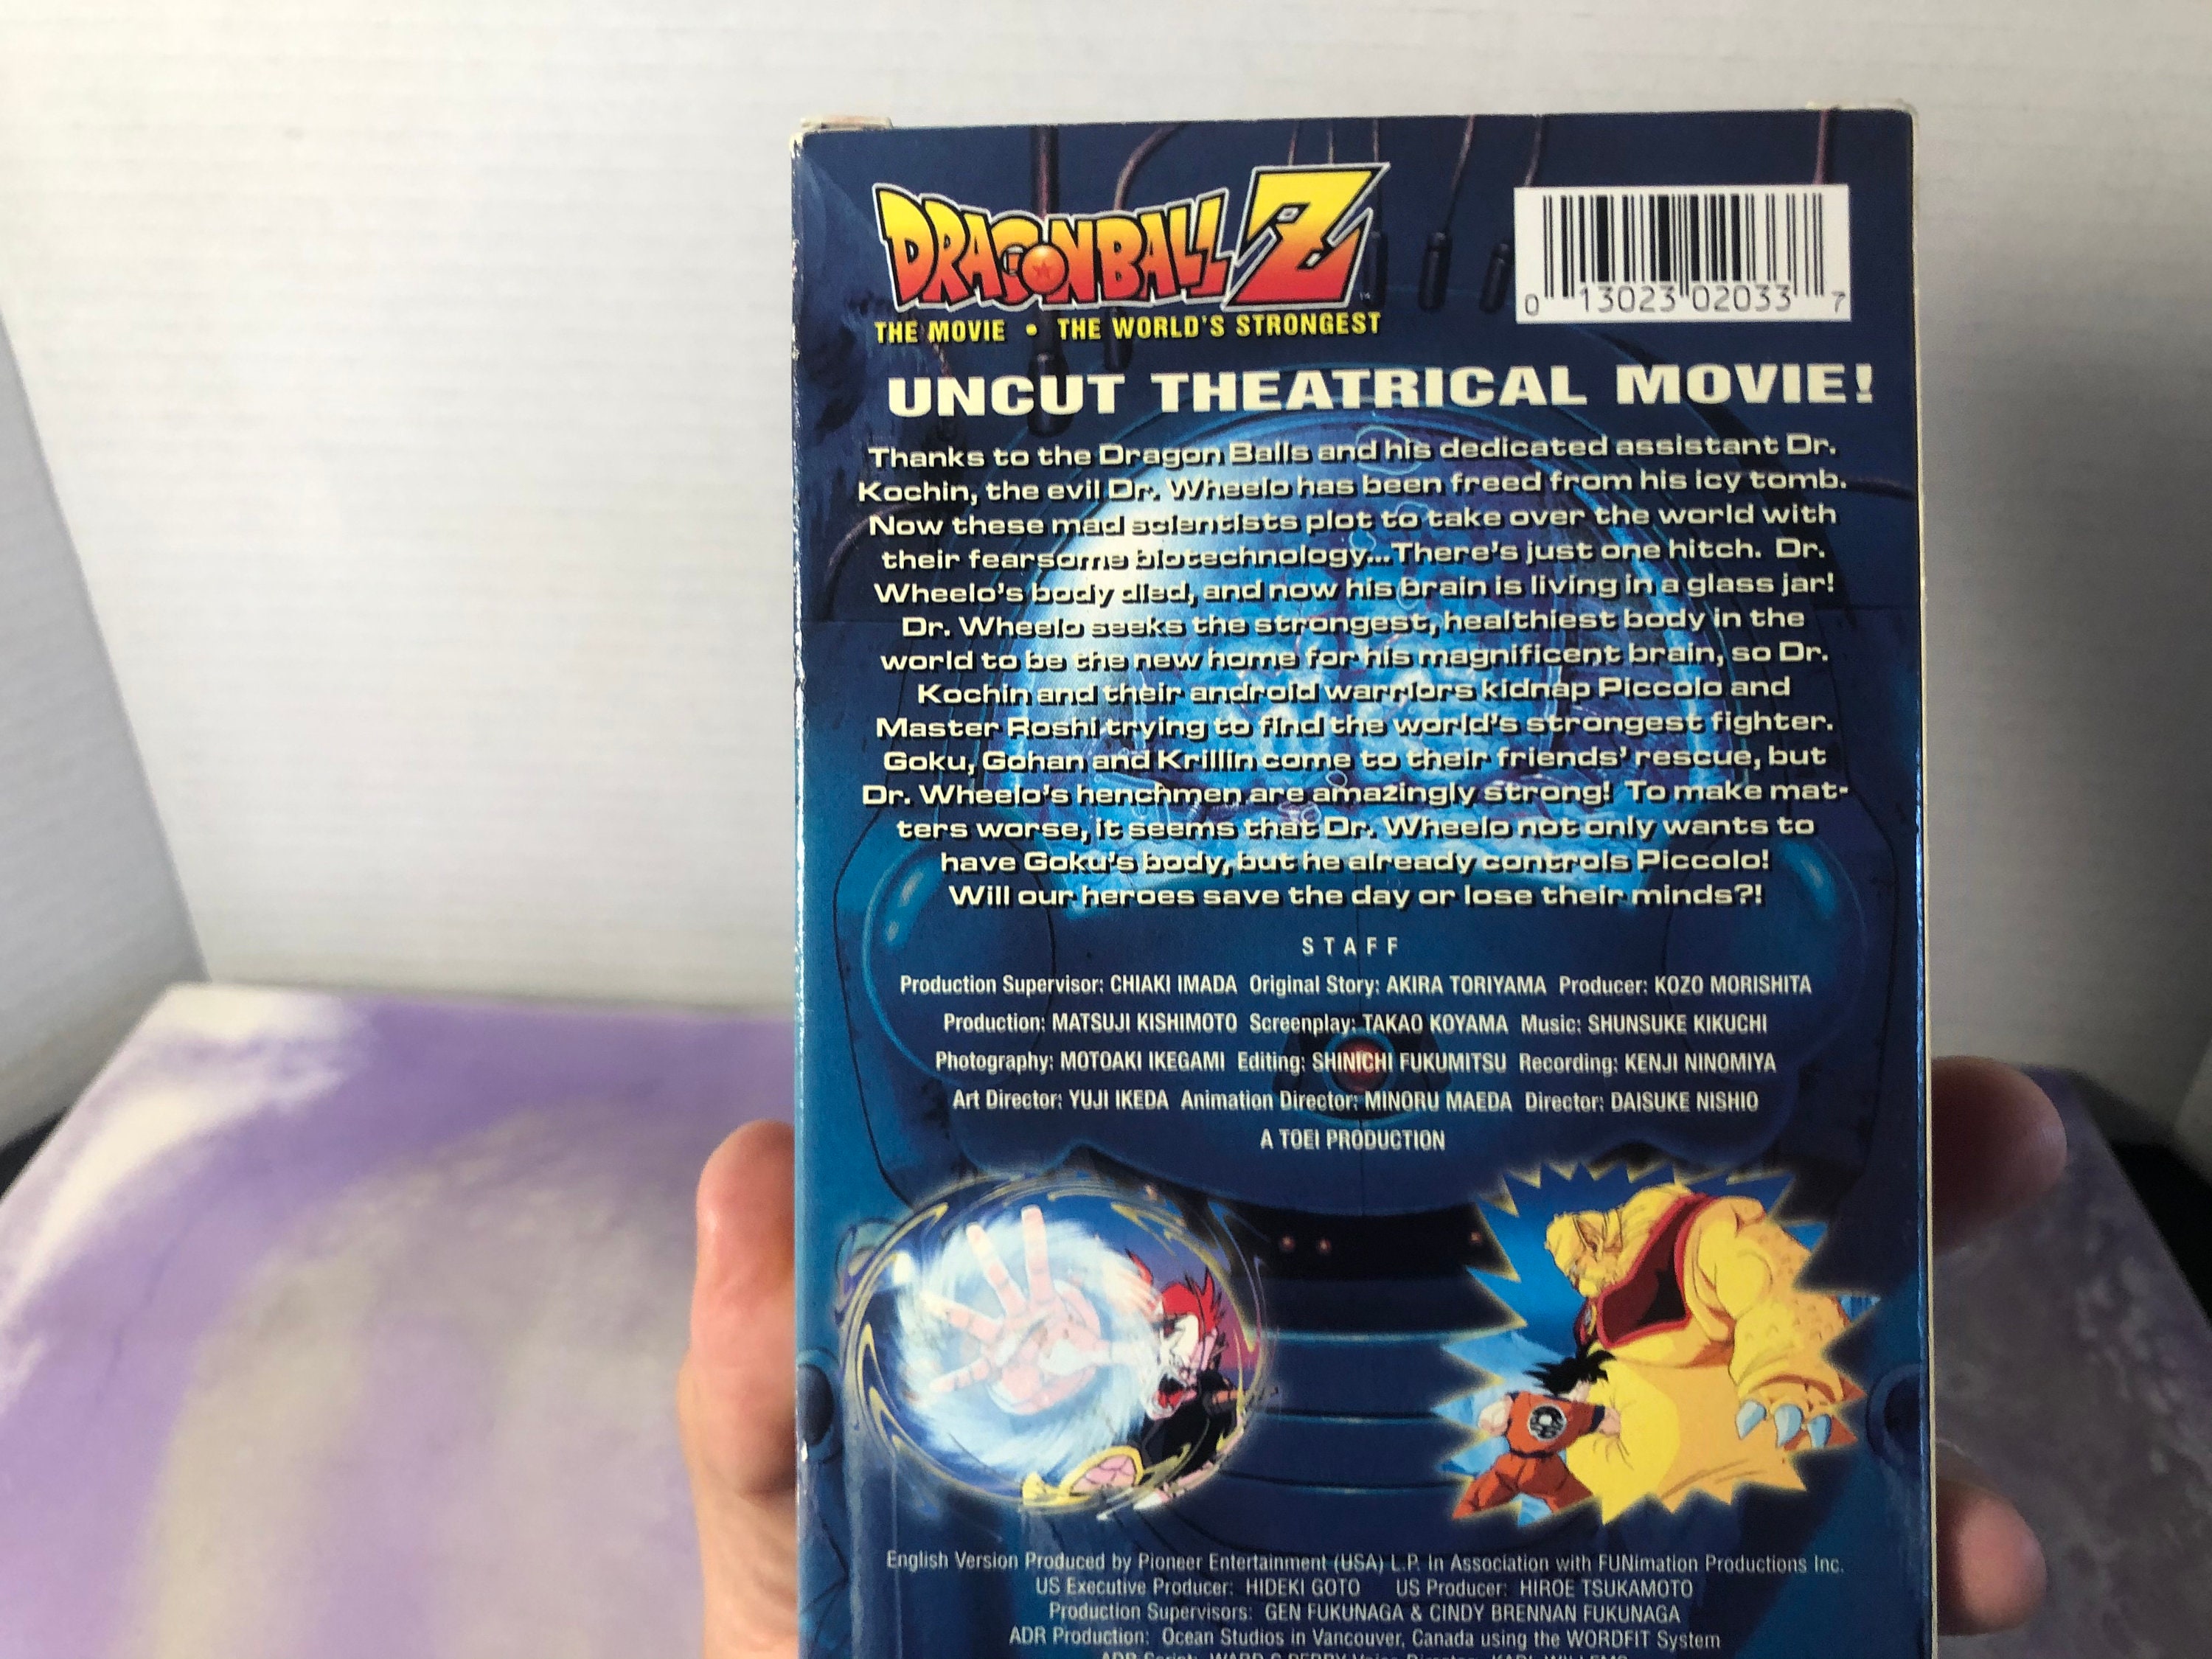 DRAGON BALL Z
THE MOVIE • THE WORLD'S STRONGEST
0 13023 02033 7
UNCUT THEATRICAL MOVIE!
Thanks to the Dragon Balls and his dedicated assistant Dr.
Kochin, the evil Dr. Wheelo has been freed from his icy tomb.
Now these mad scientists plot to take over the world with
their fearsome biotechnology...There's just one hitch. Dr.
Wheelo's body died, and now his brain is living in a glass jar!
Dr. Wheelo seeks the strongest, healthiest body in the
world to be the new home for his magnificent brain, so Dr.
Kochin and their android warriors kidnap Piccolo and
Master Roshi trying to find the world's strongest fighter.
Goku, Gohan and Krillin come to their friends' rescue, but
Dr. Wheelo's henchmen are amazingly strong! To make mat-
ters worse, it seems that Dr. Wheelo not only wants to
have Goku's body, but he already controls Piccolo!
Will our heroes save the day or lose their minds?!
STAFF
Production Supervisor: CHIAKI IMADA Original Story: AKIRA TORIYAMA Producer: KOZO MORISHITA
Production: MATSUJI KISHIMOTO Screenplay: TAKAO KOYAMA Music: SHUNSUKE KIKUCHI
Photography: MOTOAKI IKEGAMI Editing: SHINICHI FUKUMITSU Recording: KENJI NINOMIYA
Art Director: YUJI IKEDA Animation Director: MINORU MAEDA Director: DAISUKE NISHIO
A TOEI PRODUCTION
English Version Produced by Pioneer Entertainment (USA) L.P. In Association with FUNimation Productions Inc.
US Executive Producer: HIDEKI GOTO US Producer: HIROE TSUKAMOTO
Production Supervisors: GEN FUKUNAGA & CINDY BRENNAN FUKUNAGA
ADR Production: Ocean Studios in Vancouver, Canada using the WORDFIT System